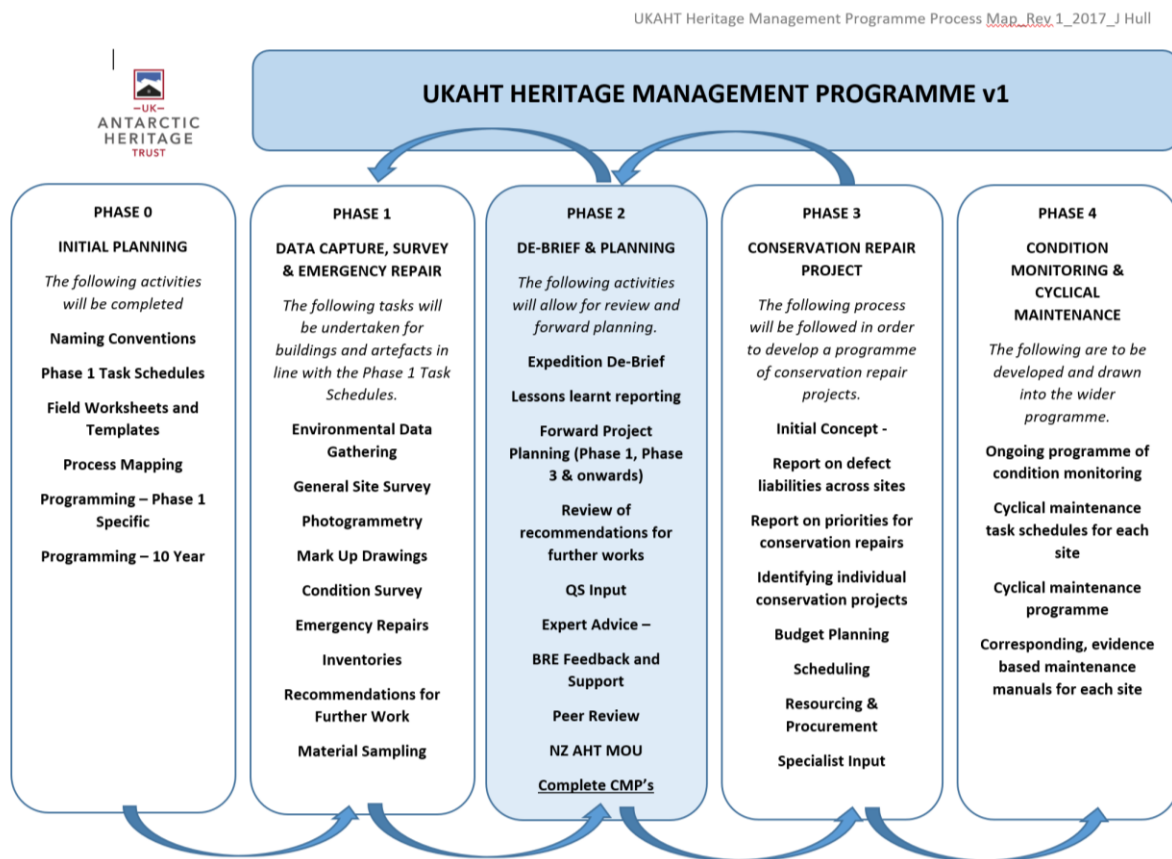 UKAHT Heritage Management Programme Process Map_Rev 1_2017_J Hull
–UK–
ANTARCTIC
HERITAGE
TRUST
UKAHT HERITAGE MANAGEMENT PROGRAMME v1
PHASE 0
INITIAL PLANNING
The following activities
will be completed
Naming Conventions
Phase 1 Task Schedules
Field Worksheets and
Templates
Process Mapping
Programming – Phase 1
Specific
Programming – 10 Year
PHASE 1
DATA CAPTURE, SURVEY
& EMERGENCY REPAIR
The following tasks will
be undertaken for
buildings and artefacts in
line with the Phase 1 Task
Schedules.
Environmental Data
Gathering
General Site Survey
Photogrammetry
Mark Up Drawings
Condition Survey
Emergency Repairs
Inventories
Recommendations for
Further Work
Material Sampling
PHASE 2
DE-BRIEF & PLANNING
The following activities
will allow for review and
forward planning.
Expedition De-Brief
Lessons learnt reporting
Forward Project
Planning (Phase 1, Phase
3 & onwards)
Review of
recommendations for
further works
QS Input
Expert Advice –
BRE Feedback and
Support
Peer Review
NZ AHT MOU
Complete CMP's
PHASE 3
CONSERVATION REPAIR
PROJECT
The following process
will be followed in order
to develop a programme
of conservation repair
projects.
Initial Concept -
Report on defect
liabilities across sites
Report on priorities for
conservation repairs
Identifying individual
conservation projects
Budget Planning
Scheduling
Resourcing &
Procurement
Specialist Input
PHASE 4
CONDITION
MONITORING &
CYCLICAL
MAINTENANCE
The following are to be
developed and drawn
into the wider
programme.
Ongoing programme of
condition monitoring
Cyclical maintenance
task schedules for each
site
Cyclical maintenance
programme
Corresponding, evidence
based maintenance
manuals for each site